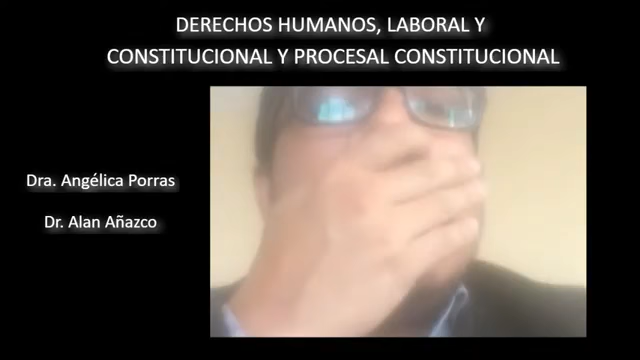 DERECHOS HUMANOS, LABORAL Y
CONSTITUCIONAL Y PROCESAL CONSTITUCIONAL
Dra. Angélica Porras
Dr. Alan Añazco